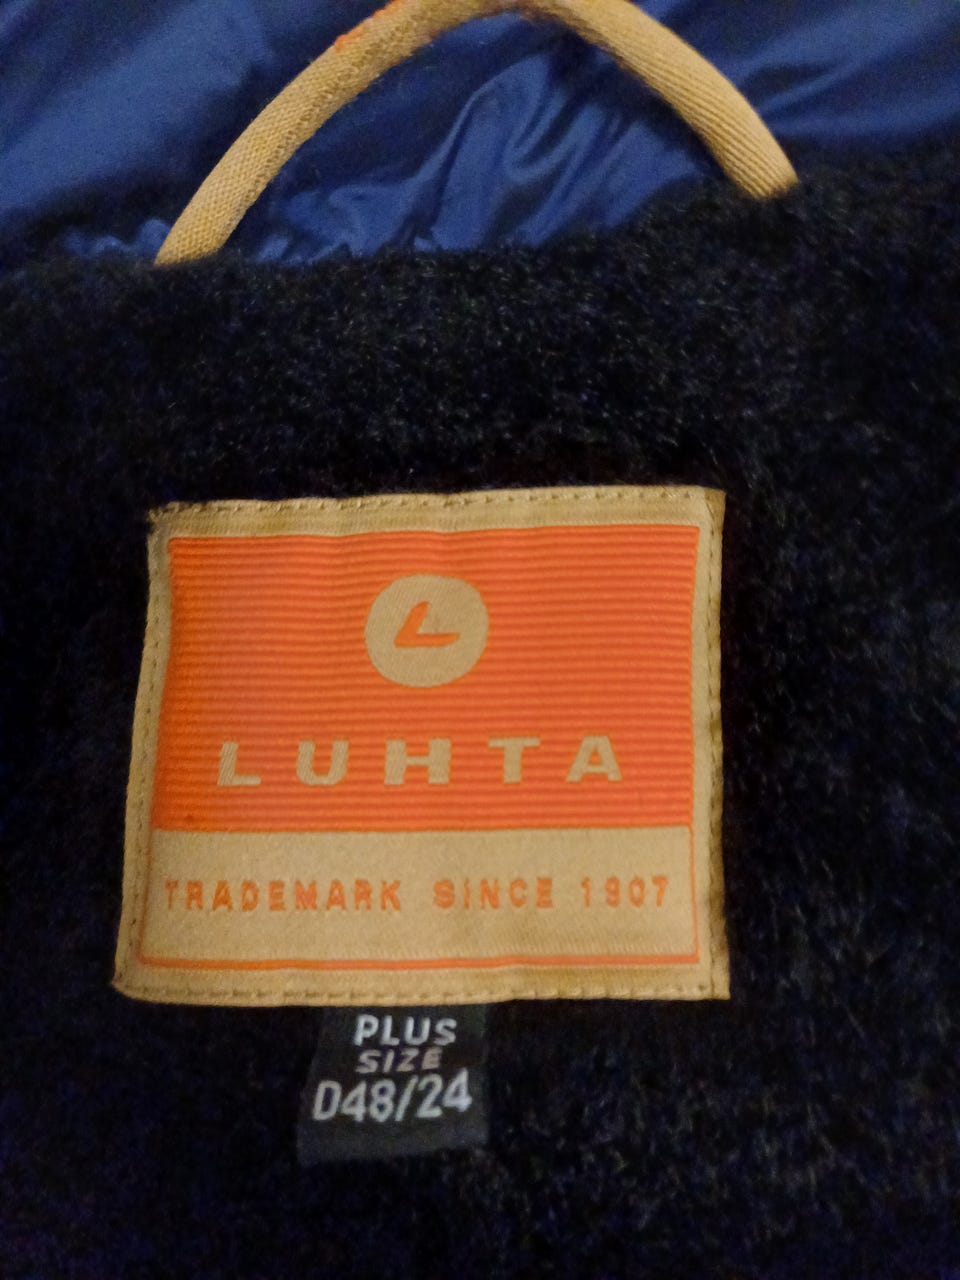 L
LUHTA
TRADEMARK SINCE 1907
PLUS
SIZE
D48/24